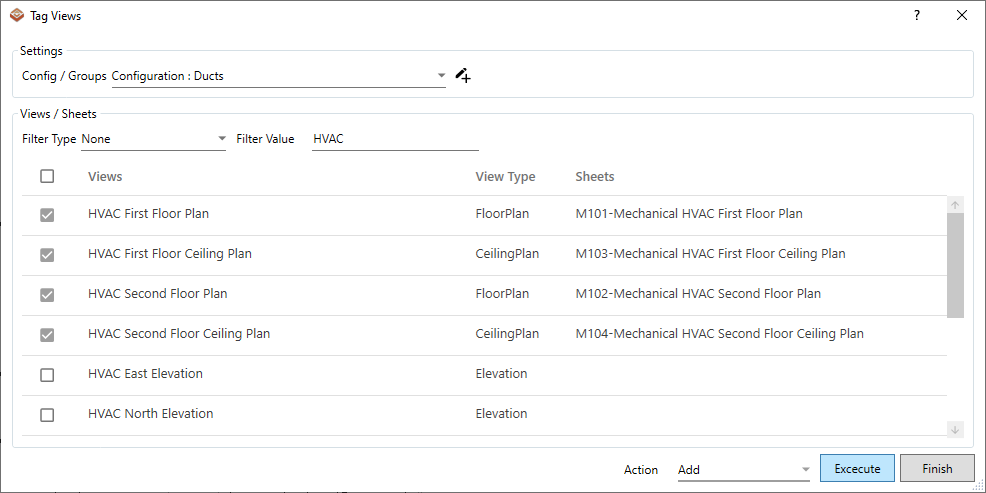 Tag Views ?
Settings
Config / Groups Configuration : Ducts
Views / Sheets
Filter Type None Filter Value HVAC
Views View Type Sheets
HVAC First Floor Plan FloorPlan M101-Mechanical HVAC First Floor Plan
HVAC First Floor Ceiling Plan CeilingPlan M103-Mechanical HVAC First Floor Ceiling Plan
HVAC Second Floor Plan FloorPlan M102-Mechanical HVAC Second Floor Plan
HVAC Second Floor Ceiling Plan CeilingPlan M104-Mechanical HVAC Second Floor Ceiling Plan
HVAC East Elevation Elevation
HVAC North Elevation Elevation
Action Add Excecute Finish